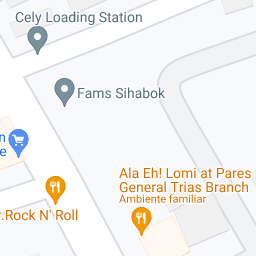 Cely Loading Station
Fams Sihabok
Ala Eh! Lomi at Pares
General Trias Branch
Ambiente familiar
Rock N' Roll